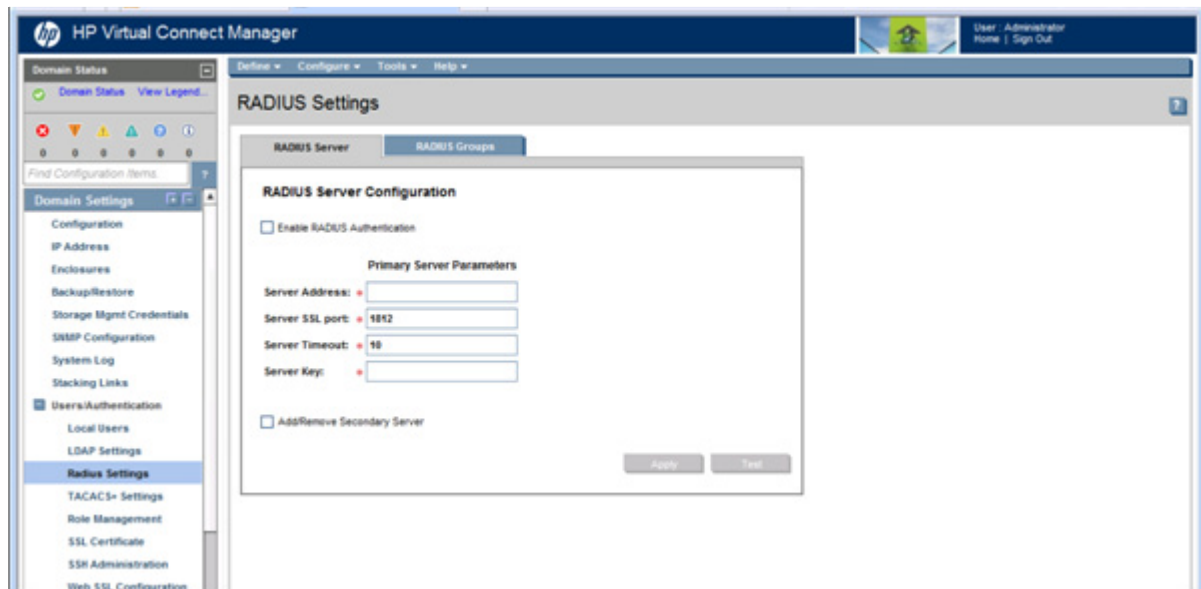 hp HP Virtual Connect Manager
User : Administrator
Home | Sign Out
Domain Status
Define Configure Tools Help
Domain Status View Legend...
RADIUS Settings
?
0 0 0 0 0 0
Find Configuration Items. ?
RADIUS Server RADIUS Groups
Domain Settings
RADIUS Server Configuration
Configuration
Enable RADIUS Authentication
IP Address
Enclosures
Primary Server Parameters
Backup/Restore
Server Address: *
Storage Mgmt Credentials
Server SSL port: * 1812
SNMP Configuration
Server Timeout: * 10
System Log
Server Key: *
Stacking Links
Users/Authentication
Add/Remove Secondary Server
Local Users
LDAP Settings
Apply Test
Radius Settings
TACACS+ Settings
Role Management
SSL Certificate
SSH Administration
Web SSL Configuration